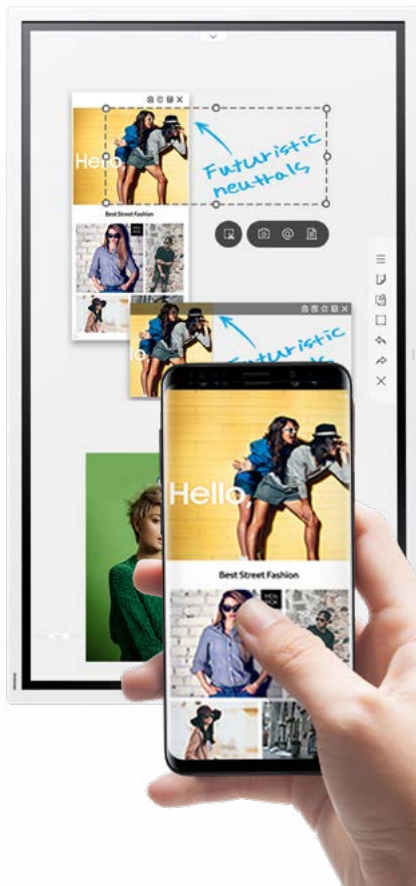 Hello,
Futuristic
neutrals
Best Street Fashion
Futuristic
Hello,
Best Street Fashion